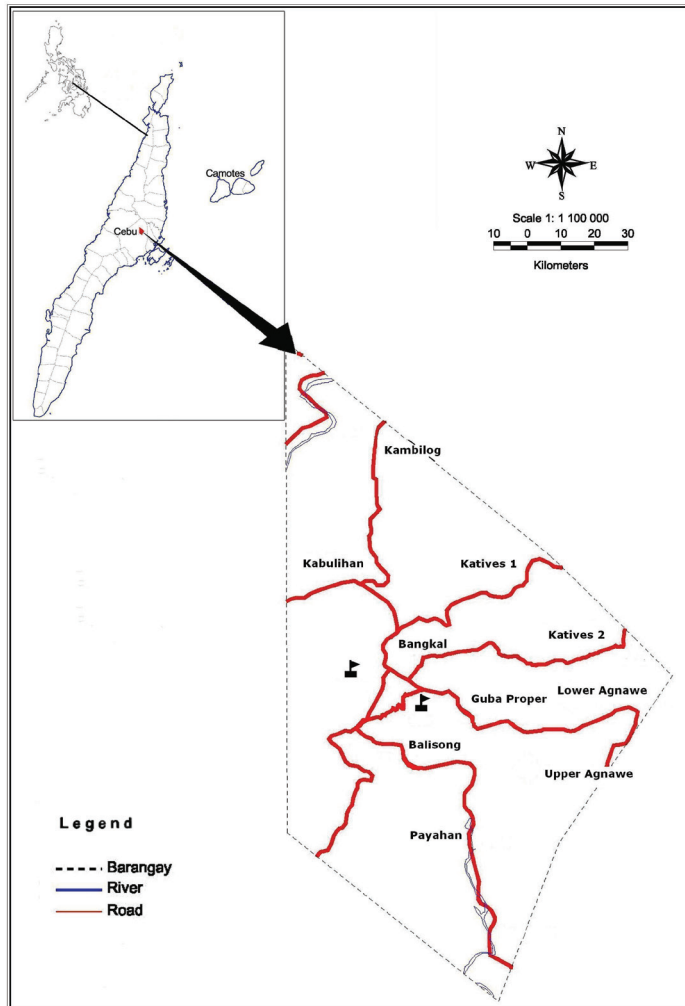 Camotes
Cebu
N
W E
S
Scale 1: 1 100 000
10 0 10 20 30
Kilometers
Kambilog
Kabulihan
Katives 1
Bangkal
Katives 2
Guba Proper
Lower Agnawe
Balisong
Upper Agnawe
Payahan
Legend
Barangay
River
Road